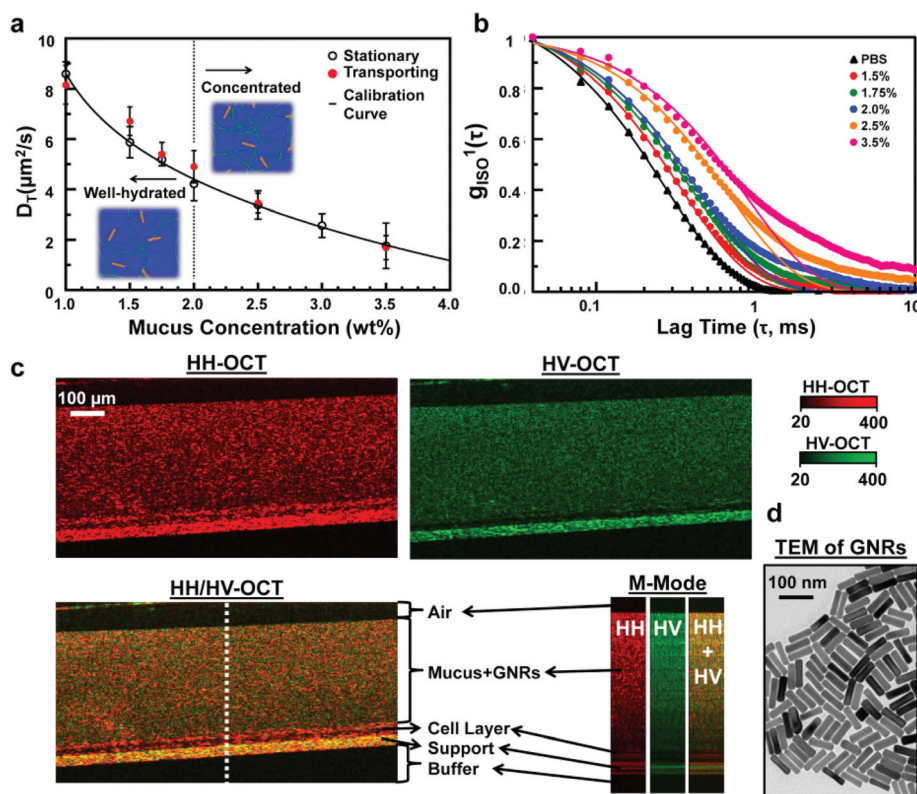 a
10
8
6
4
2
0
D_T(μm²/s)
Concentrated
Well-hydrated
○ Stationary
● Transporting
– Calibration
Curve
1.0 1.5 2.0 2.5 3.0 3.5 4.0
Mucus Concentration (wt%)
b
1
0.8
0.6
0.4
0.2
0.0
g_ISO^1(τ)
▲ PBS
● 1.5%
● 1.75%
● 2.0%
● 2.5%
● 3.5%
0.1 1 10
Lag Time (τ, ms)
c
HH-OCT
100 μm
HV-OCT
HH-OCT
20 400
HV-OCT
20 400
HH/HV-OCT
Air
Mucus+GNRs
Cell Layer
Support
Buffer
M-Mode
HH HV HH
+
HV
d
TEM of GNRs
100 nm